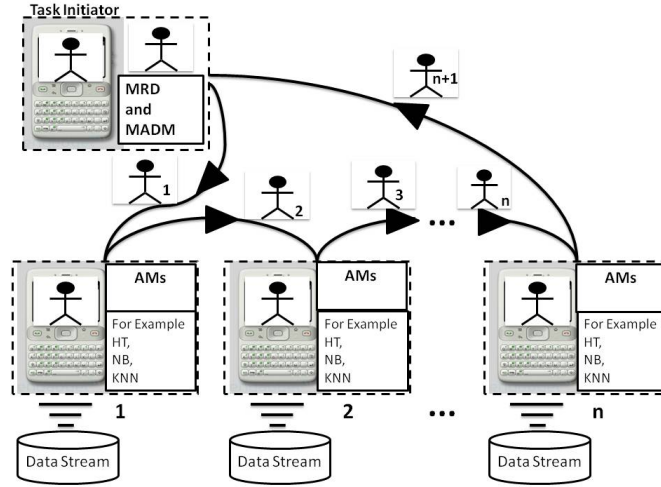 Task Initiator
MRD
and
MADM
n+1
1
2
3
...
n
AMs
For Example
HT,
NB,
KNN
AMs
For Example
HT,
NB,
KNN
AMs
For Example
HT,
NB,
KNN
1
2
...
n
Data Stream
Data Stream
Data Stream